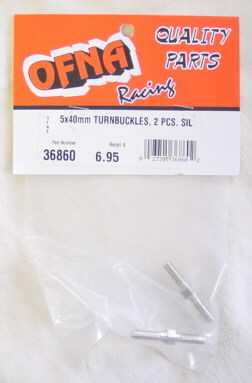 OFNA
QUALITY
PARTS
Racing
5x40mm TURNBUCKLES, 2 PCS. SIL
Part Number
Retail $
36860
6.95